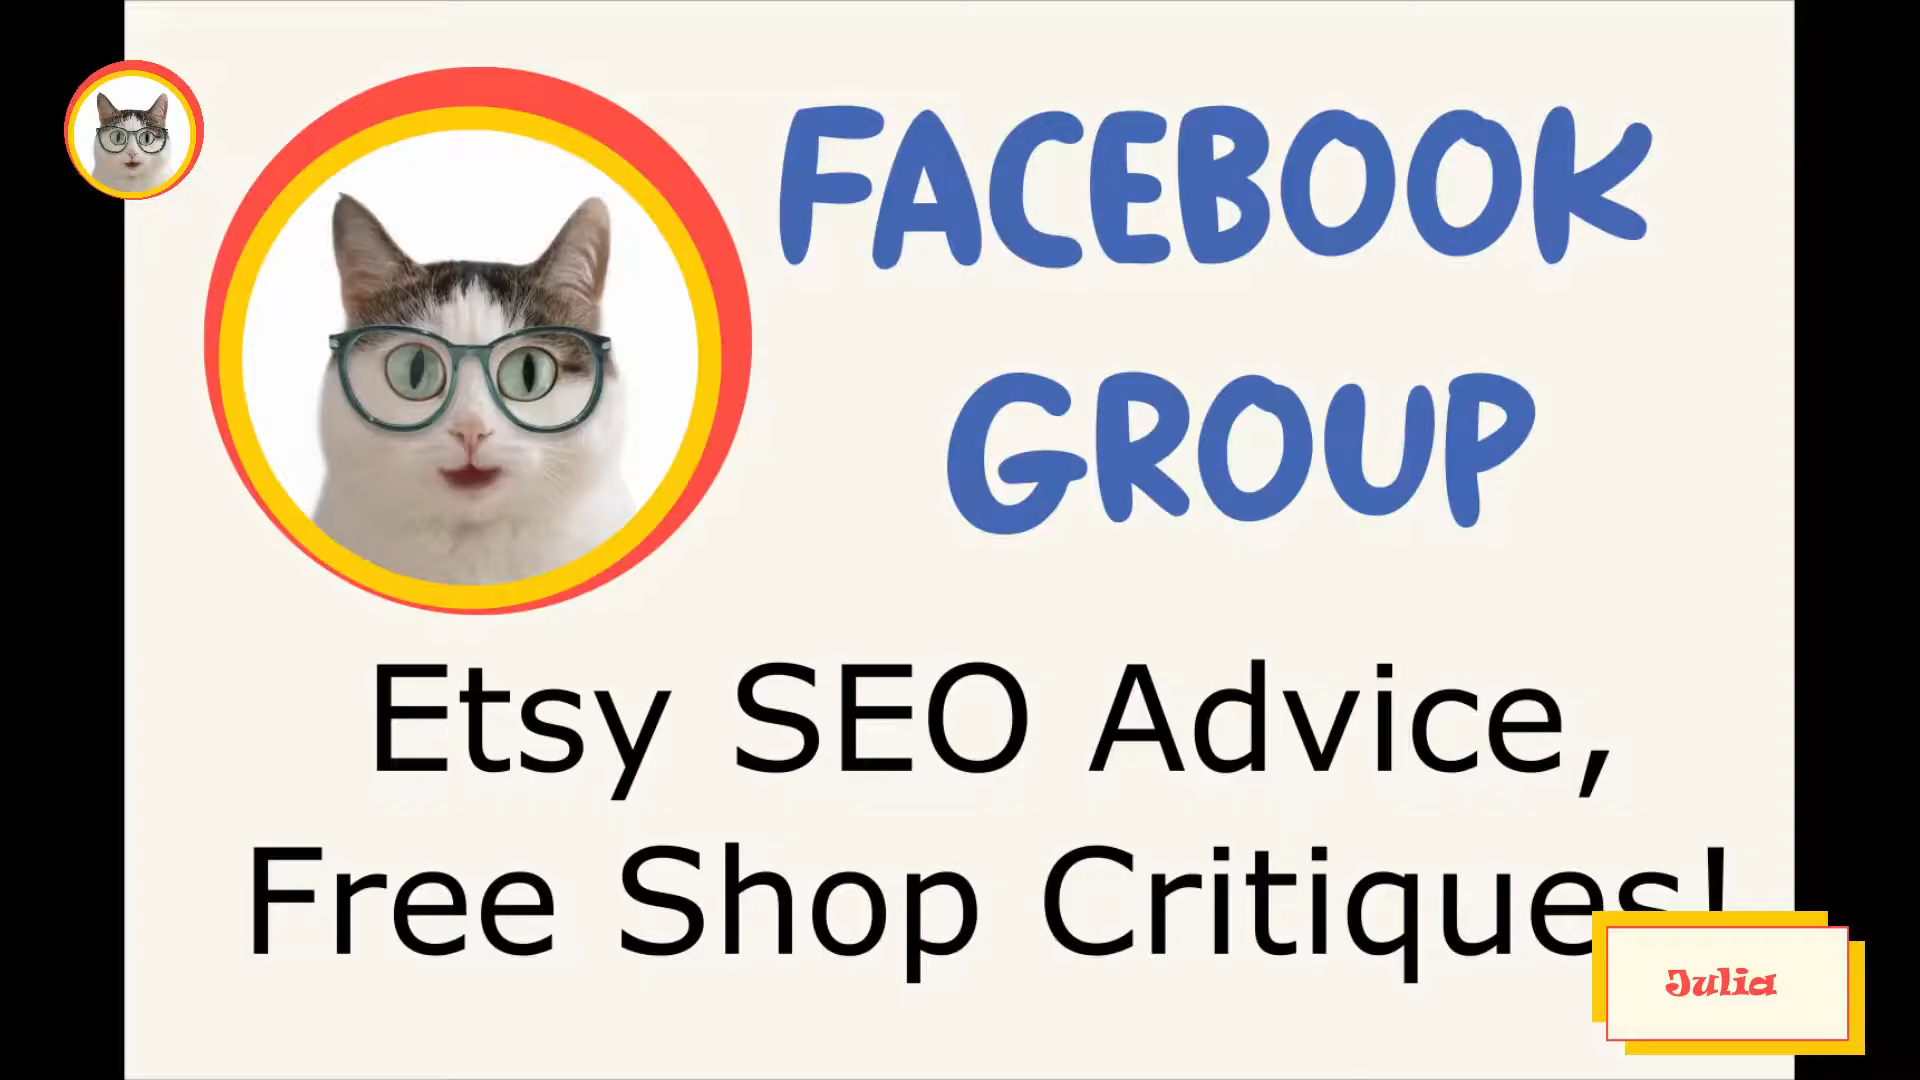 FACEBOOK
GROUP
Etsy SEO Advice,
Free Shop Critiques!
Julia